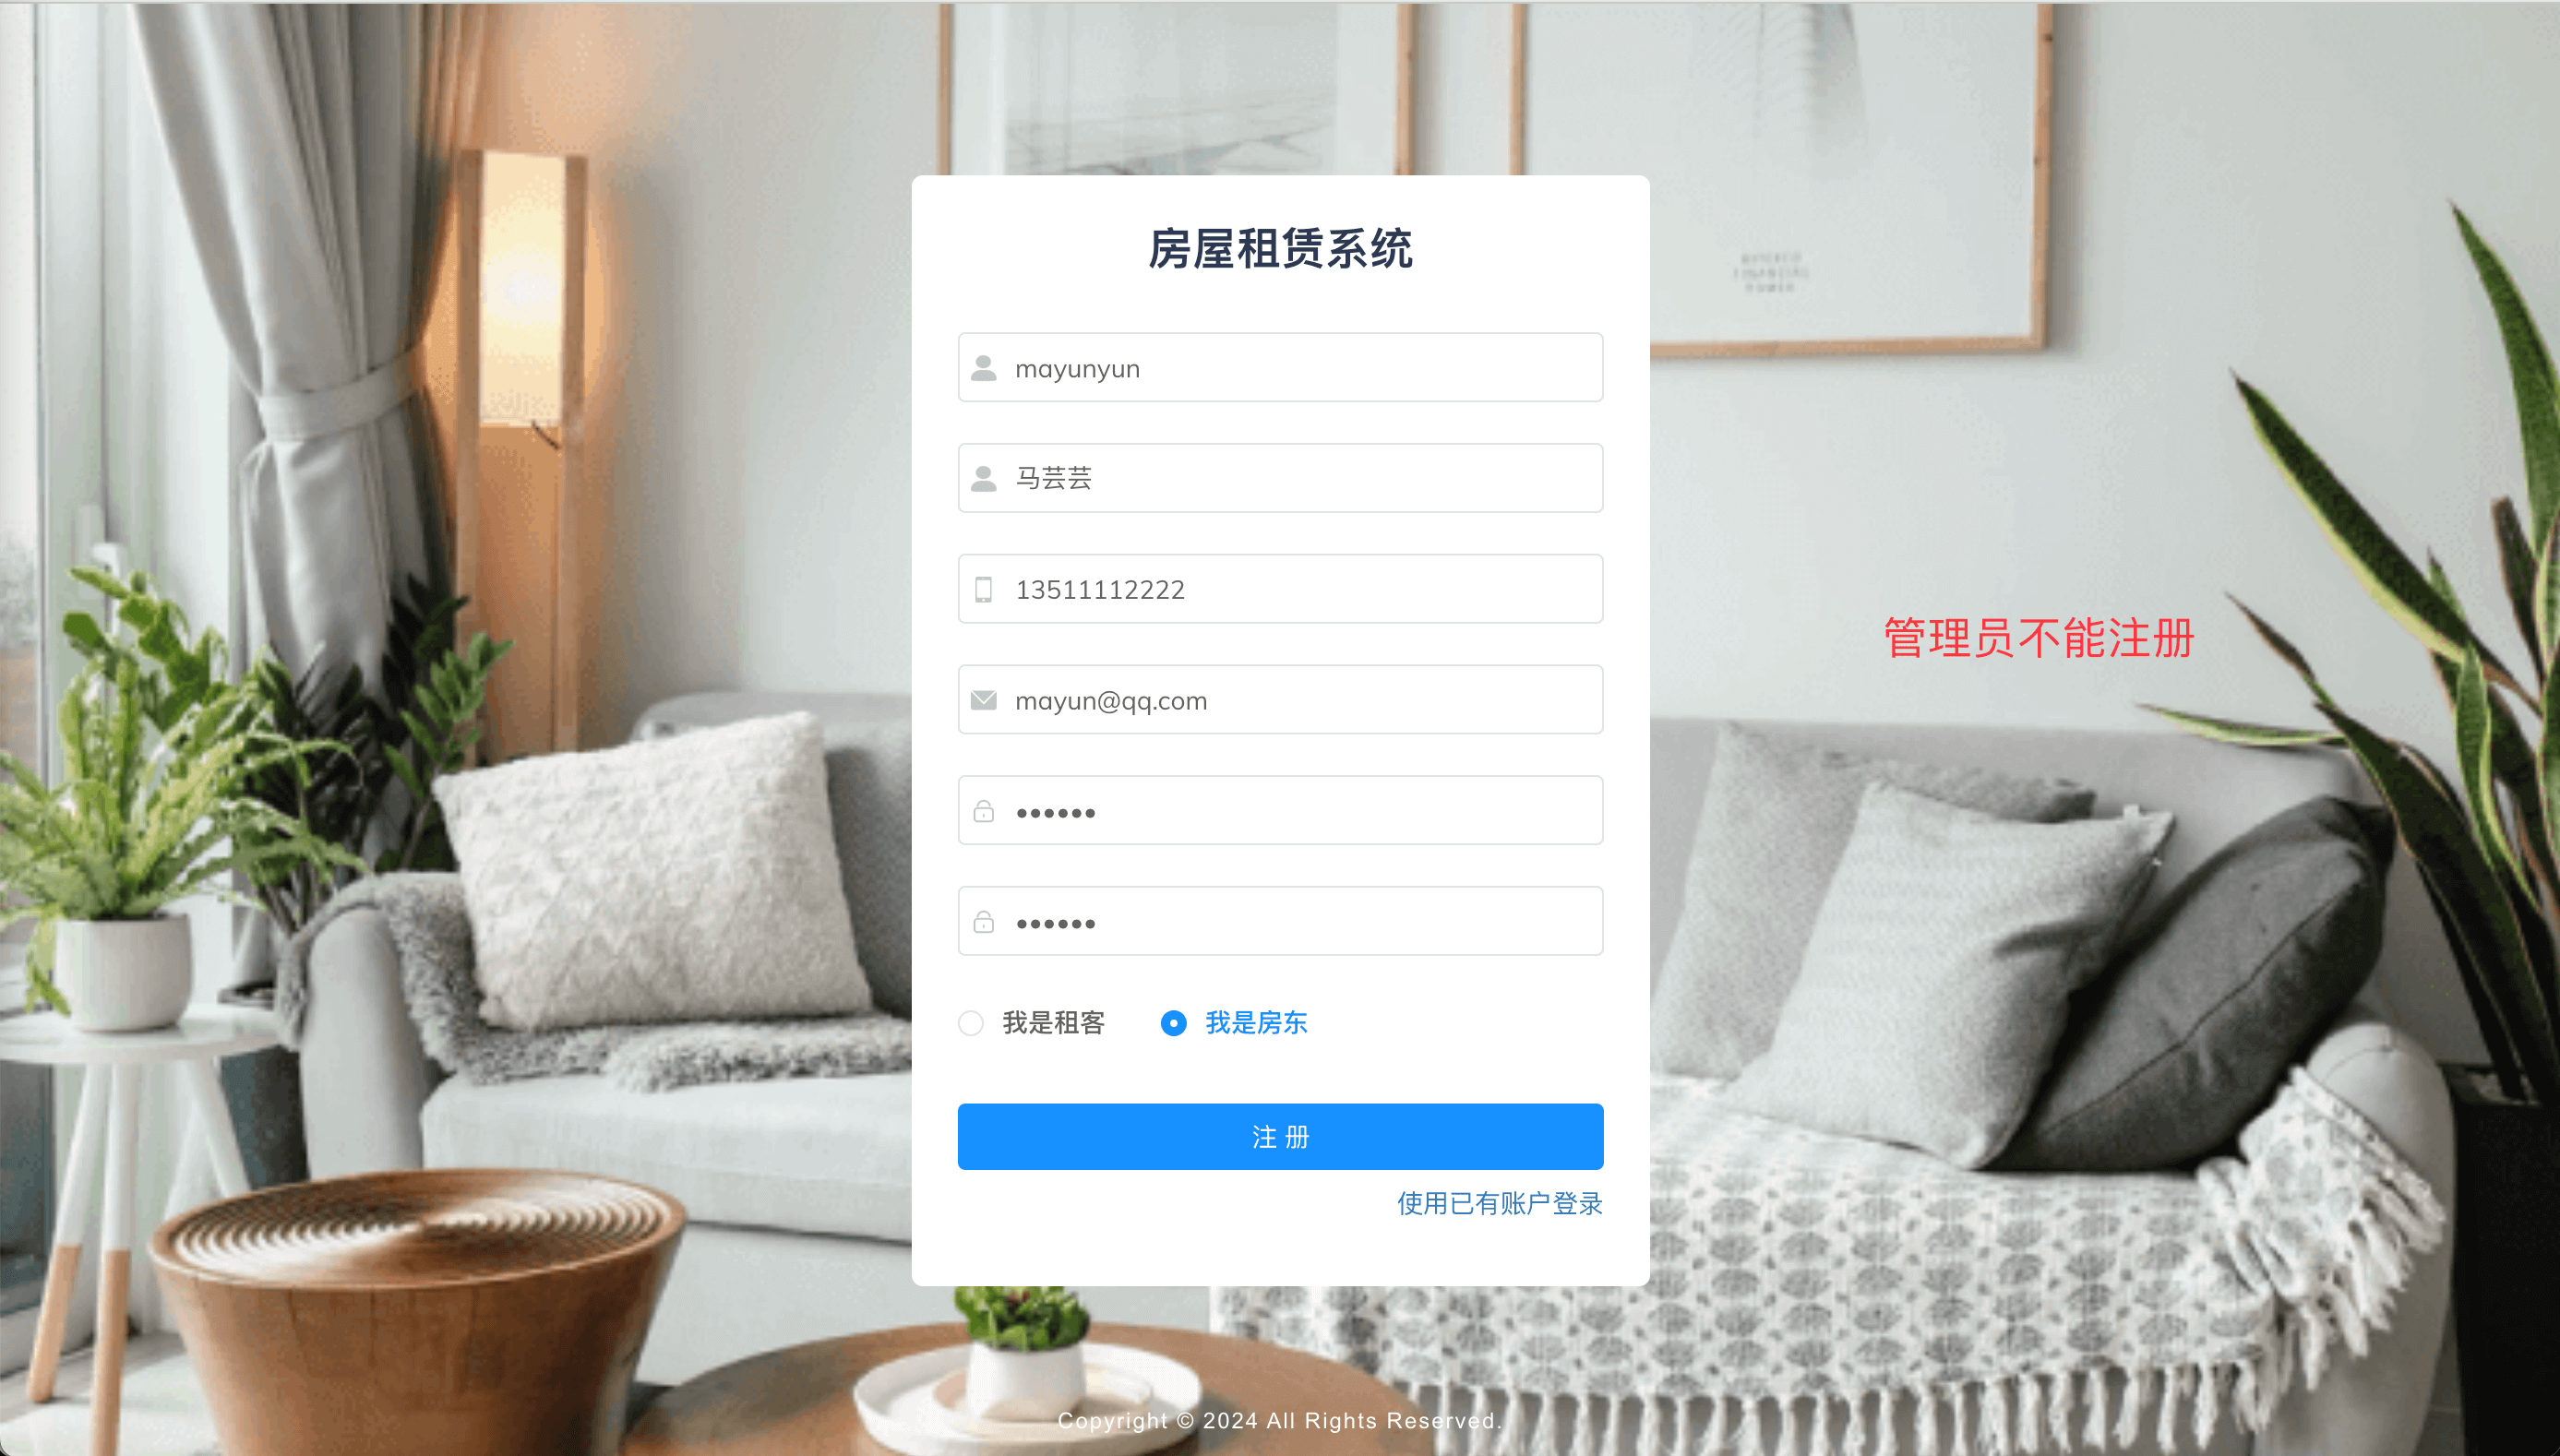 房屋租赁系统
mayunyun
马芸芸
13511112222
管理员不能注册
mayun@qq.com
••••••
••••••
我是租客 我是房东
注 册
使用已有账户登录
Copyright © 2024 All Rights Reserved.